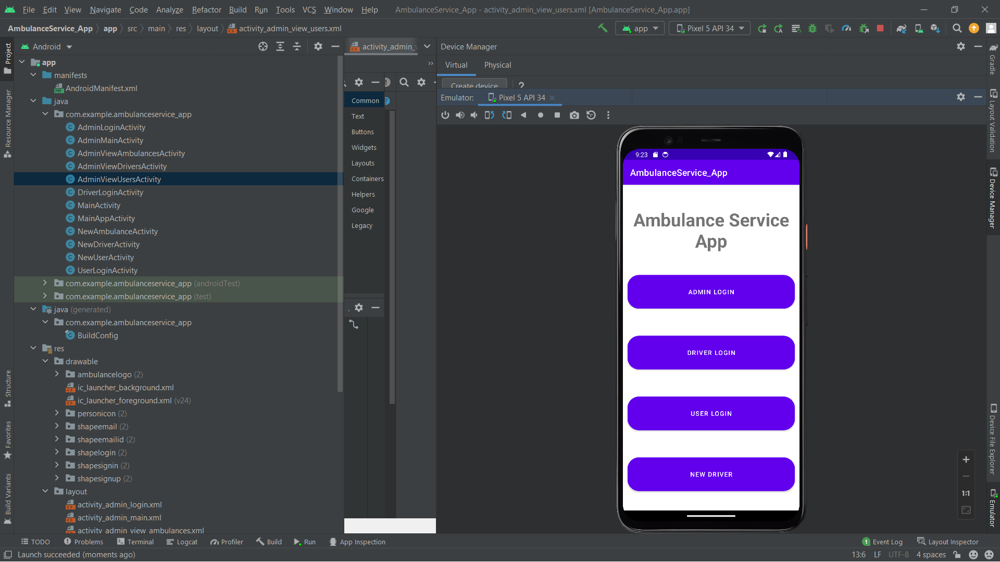 File Edit View Navigate Code Analyze Refactor Build Run Tools VCS Window Help AmbulanceService_App - activity_admin_view_users.xml [AmbulanceService_App.app]
AmbulanceService_App app src main res layout activity_admin_view_users.xml app Pixel 5 API 34
Project
Resource Manager
Structure
Favorites
Build Variants
Android
app
manifests
AndroidManifest.xml
java
com.example.ambulanceservice_app
AdminLoginActivity
AdminMainActivity
AdminViewAmbulancesActivity
AdminViewDriversActivity
AdminViewUsersActivity
DriverLoginActivity
MainActivity
MainAppActivity
NewAmbulanceActivity
NewDriverActivity
NewUserActivity
UserLoginActivity
com.example.ambulanceservice_app (androidTest)
com.example.ambulanceservice_app (test)
java (generated)
com.example.ambulanceservice_app
BuildConfig
res
drawable
ambulancelogo (2)
ic_launcher_background.xml
ic_launcher_foreground.xml (v24)
personicon (2)
shapeemail (2)
shapeemailid (2)
shapelogin (2)
shapesignin (2)
shapesignup (2)
layout
activity_admin_login.xml
activity_admin_main.xml
activity_admin_view_ambulances.xml
activity_admin_
Common
Text
Buttons
Widgets
Layouts
Containers
Helpers
Google
Legacy
Device Manager
Virtual Physical
Create device ?
Emulator: Pixel 5 API 34
9:23
AmbulanceService_App
Ambulance Service
App
ADMIN LOGIN
DRIVER LOGIN
USER LOGIN
NEW DRIVER
1:1
Gradle
Layout Validation
Device Manager
Device File Explorer
Emulator
TODO Problems Terminal Logcat Profiler Build Run App Inspection 1 Event Log Layout Inspector
Launch succeeded (moments ago) 13:6 LF UTF-8 4 spaces